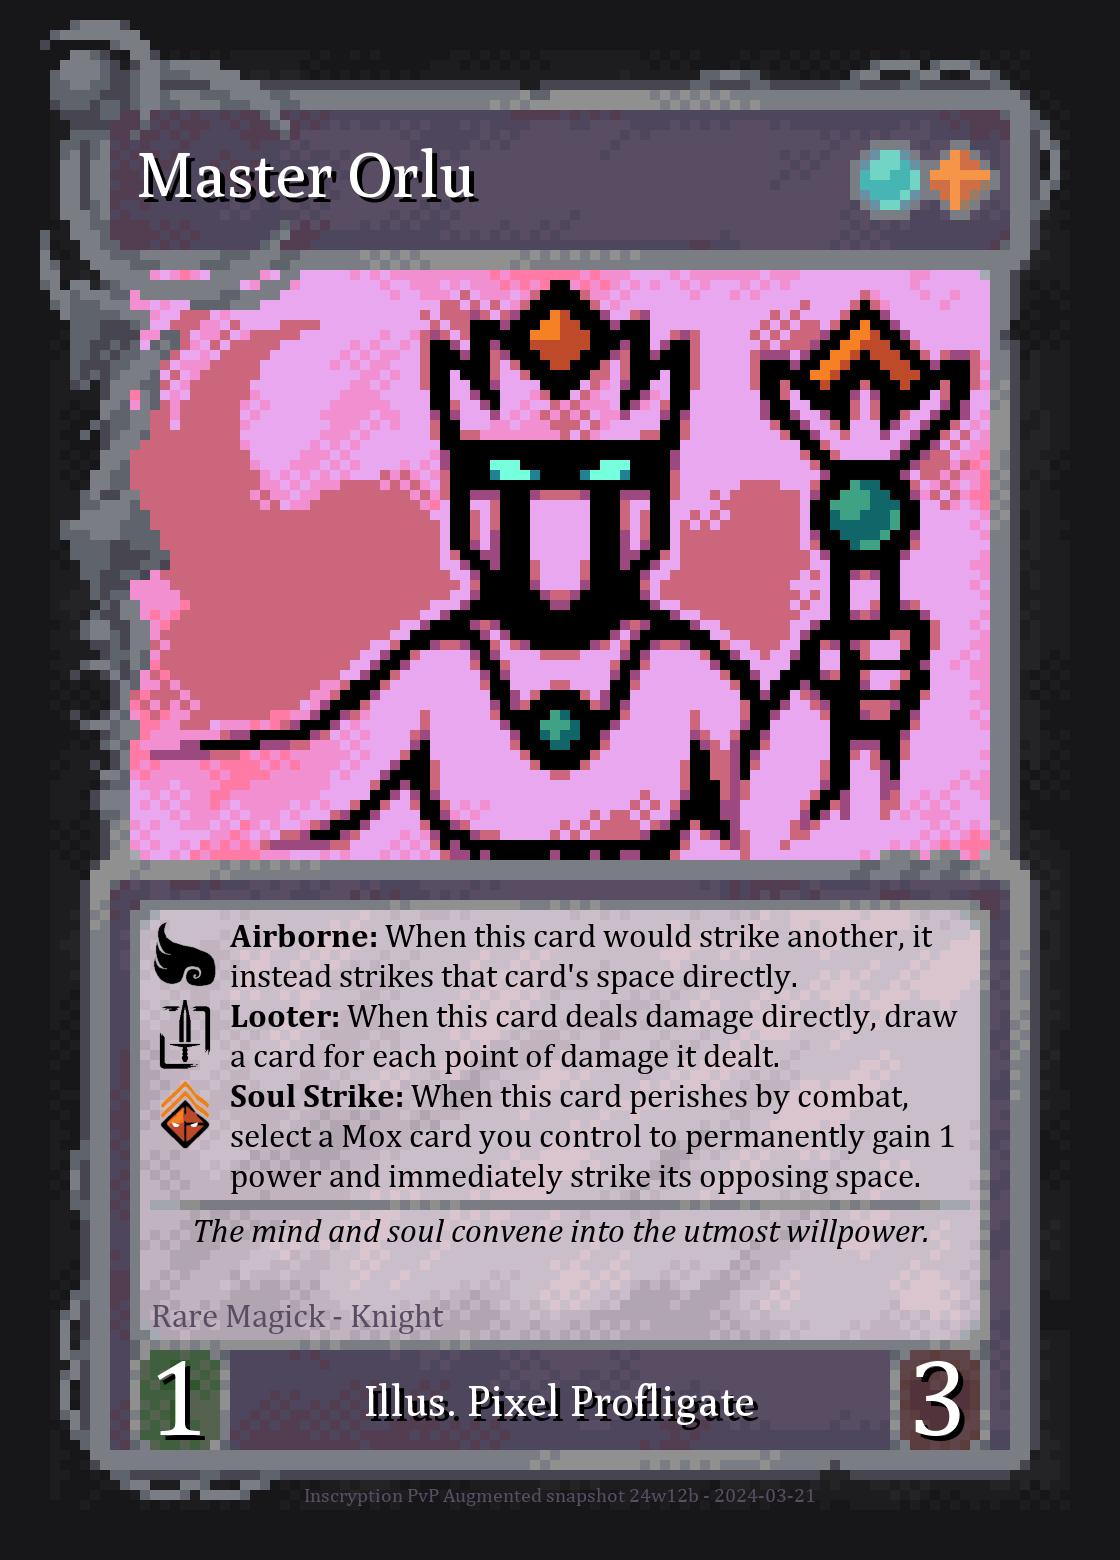 Master Orlu
Airborne: When this card would strike another, it
instead strikes that card's space directly.
Looter: When this card deals damage directly, draw
a card for each point of damage it dealt.
Soul Strike: When this card perishes by combat,
select a Mox card you control to permanently gain 1
power and immediately strike its opposing space.
The mind and soul convene into the utmost willpower.
Rare Magick - Knight
1
Illus. Pixel Profligate
3
Inscryption PvP Augmented snapshot 24w12b - 2024-03-21